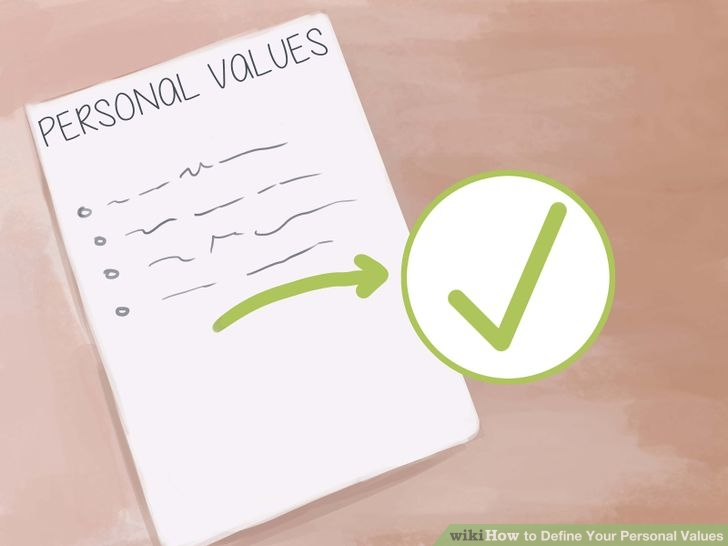 PERSONAL VALUES
wikiHow to Define Your Personal Values